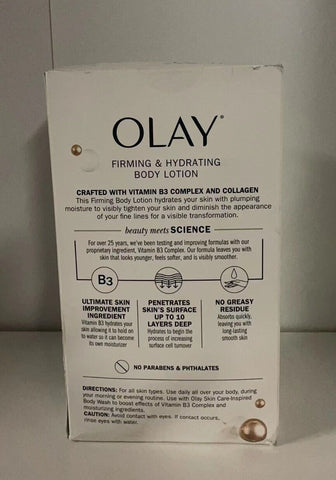 OLAY®
FIRMING & HYDRATING
BODY LOTION
CRAFTED WITH VITAMIN B3 COMPLEX AND COLLAGEN
This Firming Body Lotion hydrates your skin with plumping
moisture to visibly tighten your skin and diminish the appearance
of your fine lines for a visible transformation.
beauty meets SCIENCE
For over 25 years, we've been testing and improving formulas with our
proprietary ingredient, Vitamin B3 Complex. Our formula leaves you with
skin that looks younger, feels softer, and is visibly smoother.
B3
ULTIMATE SKIN
IMPROVEMENT
INGREDIENT
Vitamin B3 hydrates your
skin allowing it to hold on
to water so it can become
its own moisturizer
PENETRATES
SKIN'S SURFACE
UP TO 10
LAYERS DEEP
Hydrates to begin the
process of increasing
surface cell turnover
NO GREASY
RESIDUE
Absorbs quickly,
leaving you with
long-lasting
smooth skin
NO PARABENS & PHTHALATES
DIRECTIONS: For all skin types. Use daily all over your body, during
your morning or evening routine. Use with Olay Skin Care-Inspired
Body Wash to boost effects of Vitamin B3 Complex and
moisturizing ingredients.
CAUTION: Avoid contact with eyes. If contact occurs,
rinse eyes with water.